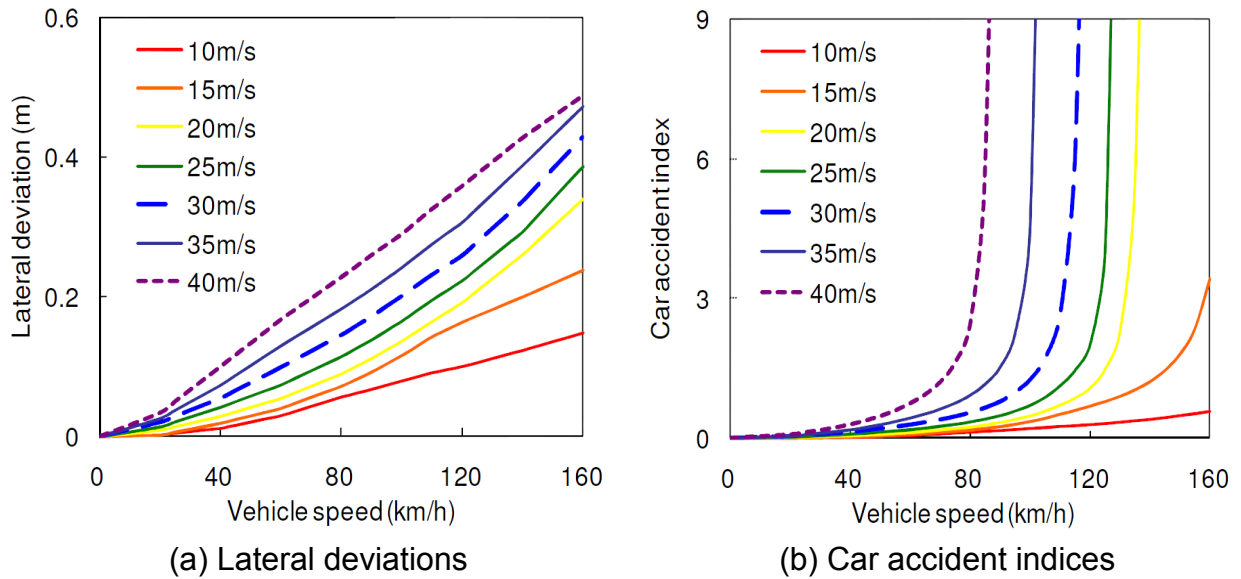 0.6
0.4
0.2
0
Lateral deviation (m)
10m/s
15m/s
20m/s
25m/s
30m/s
35m/s
40m/s
0 40 80 120 160
Vehicle speed (km/h)
(a) Lateral deviations
9
6
3
0
Car accident index
10m/s
15m/s
20m/s
25m/s
30m/s
35m/s
40m/s
0 40 80 120 160
Vehicle speed (km/h)
(b) Car accident indices